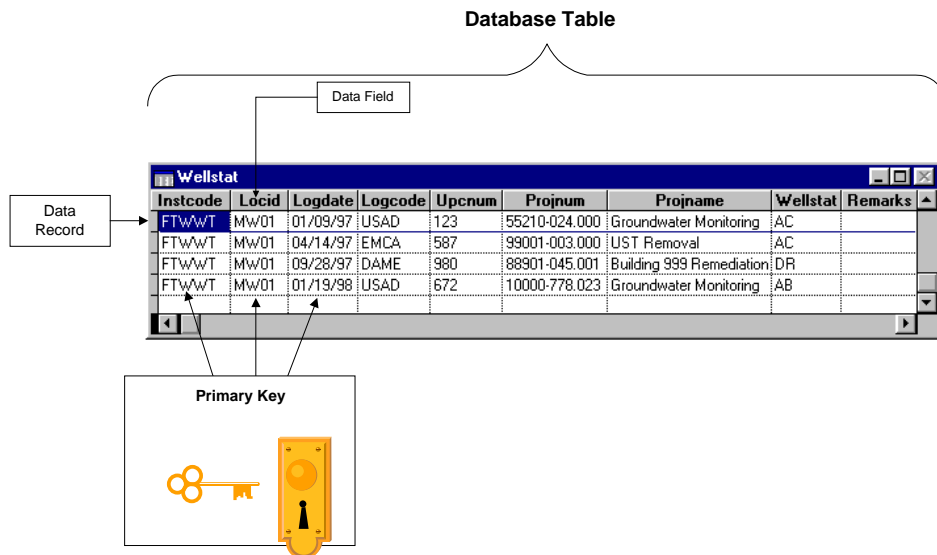 Database Table
Data Field
Wellstat
Instcode Locid Logdate Logcode Upcnum Projnum Projname Wellstat Remarks
Data
Record
FTWWT MW01 01/09/97 USAD 123 55210-024.000 Groundwater Monitoring AC
FTWWT MW01 04/14/97 EMCA 587 99001-003.000 UST Removal AC
FTWWT MW01 09/28/97 DAME 980 88901-045.001 Building 999 Remediation DR
FTWWT MW01 01/19/98 USAD 672 10000-778.023 Groundwater Monitoring AB
Primary Key